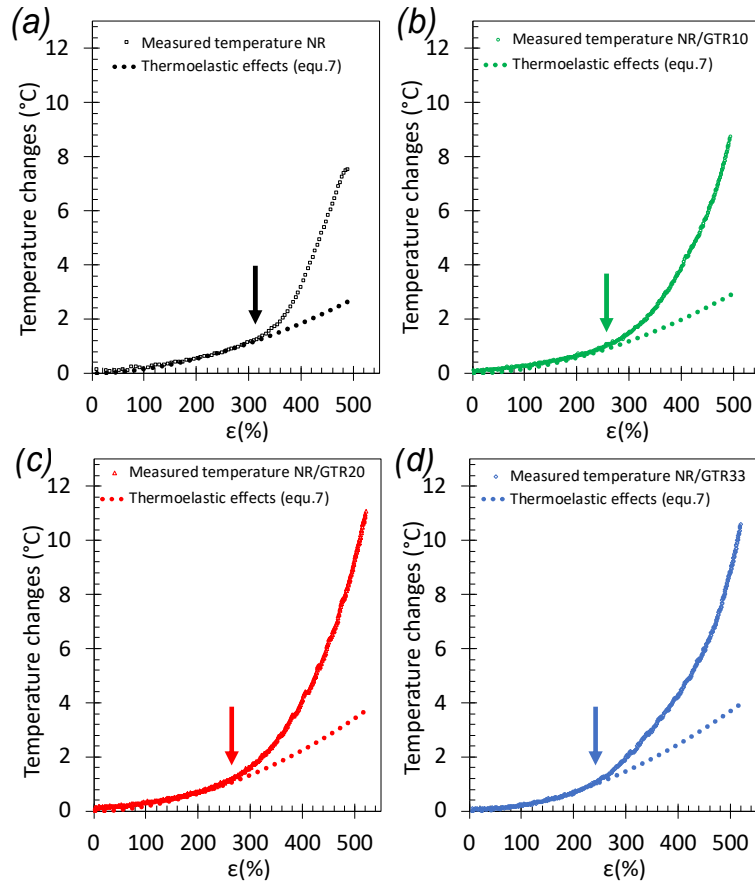 (a)
Measured temperature NR
Thermoelastic effects (equ.7)
Temperature changes (°C)
12
10
8
6
4
2
0
0 100 200 300 400 500
ε(%)
(b)
Measured temperature NR/GTR10
Thermoelastic effects (equ.7)
Temperature changes (°C)
12
10
8
6
4
2
0
0 100 200 300 400 500
ε(%)
(c)
Measured temperature NR/GTR20
Thermoelastic effects (equ.7)
Temperature changes (°C)
12
10
8
6
4
2
0
0 100 200 300 400 500
ε(%)
(d)
Measured temperature NR/GTR33
Thermoelastic effects (equ.7)
Temperature changes (°C)
12
10
8
6
4
2
0
0 100 200 300 400 500
ε(%)